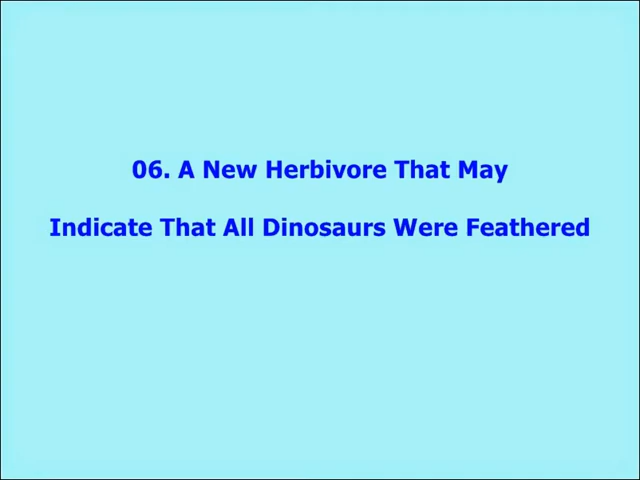 06. A New Herbivore That May
Indicate That All Dinosaurs Were Feathered